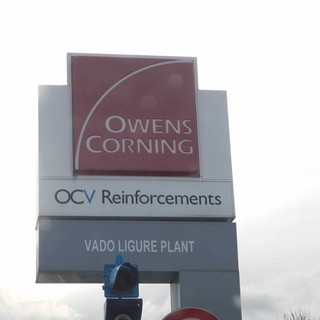 OWENS
CORNING
OCV Reinforcements
VADO LIGURE PLANT